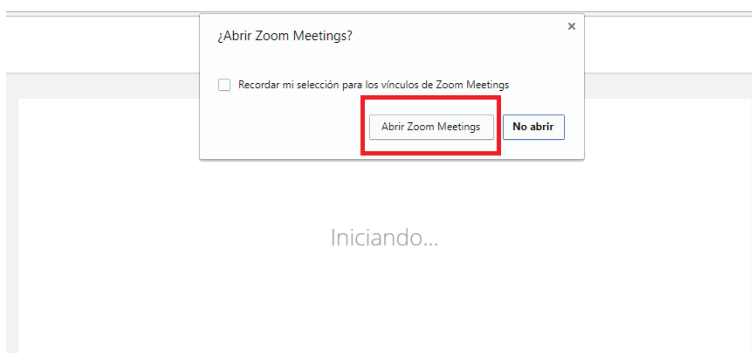 ¿Abrir Zoom Meetings?
Recordar mi selección para los vínculos de Zoom Meetings
Abrir Zoom Meetings No abrir
Iniciando...